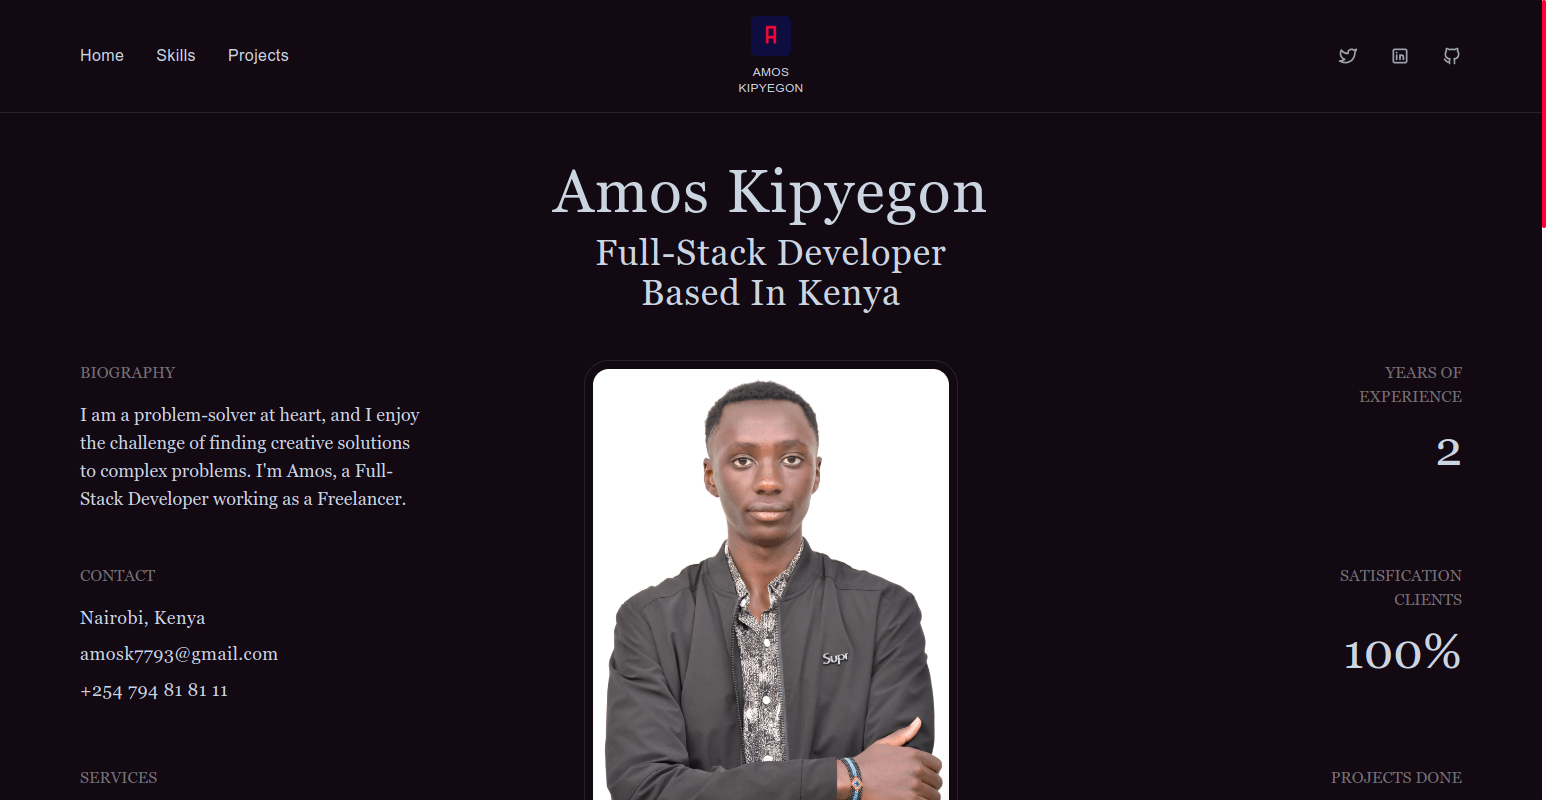 Home
Skills
Projects
A
AMOS
KIPYEGON
Amos Kipyegon
Full-Stack Developer
Based In Kenya
BIOGRAPHY
I am a problem-solver at heart, and I enjoy
the challenge of finding creative solutions
to complex problems. I'm Amos, a Full-
Stack Developer working as a Freelancer.
CONTACT
Nairobi, Kenya
amosk7793@gmail.com
+254 794 81 81 11
SERVICES
Supr
YEARS OF
EXPERIENCE
2
SATISFICATION
CLIENTS
100%
PROJECTS DONE